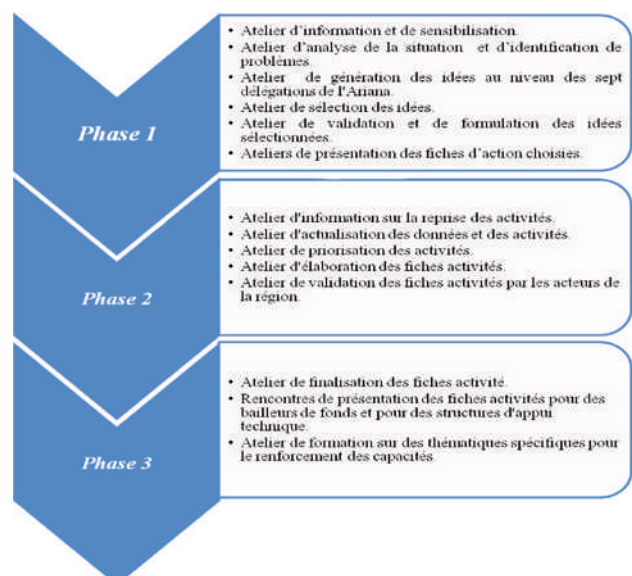 • Atelier d'information et de sensibilisation.
• Atelier d'analyse de la situation et d'identification de
problèmes.
• Atelier de génération des idées au niveau des sept
délégations de l'Ariana.
• Atelier de sélection des idées.
• Atelier de validation et de formulation des idées
sélectionnées.
• Ateliers de présentation des fiches d'action choisies.
Phase 1
• Atelier d'information sur la reprise des activités.
• Atelier d'actualisation des données et des activités.
• Atelier de priorisation des activités.
• Atelier d'élaboration des fiches activités.
• Atelier de validation des fiches activités par les acteurs de
la région.
Phase 2
• Atelier de finalisation des fiches activité.
• Rencontres de présentation des fiches activités pour des
bailleurs de fonds et pour des structures d'appui
technique.
• Atelier de formation sur des thématiques spécifiques pour
le renforcement des capacités.
Phase 3